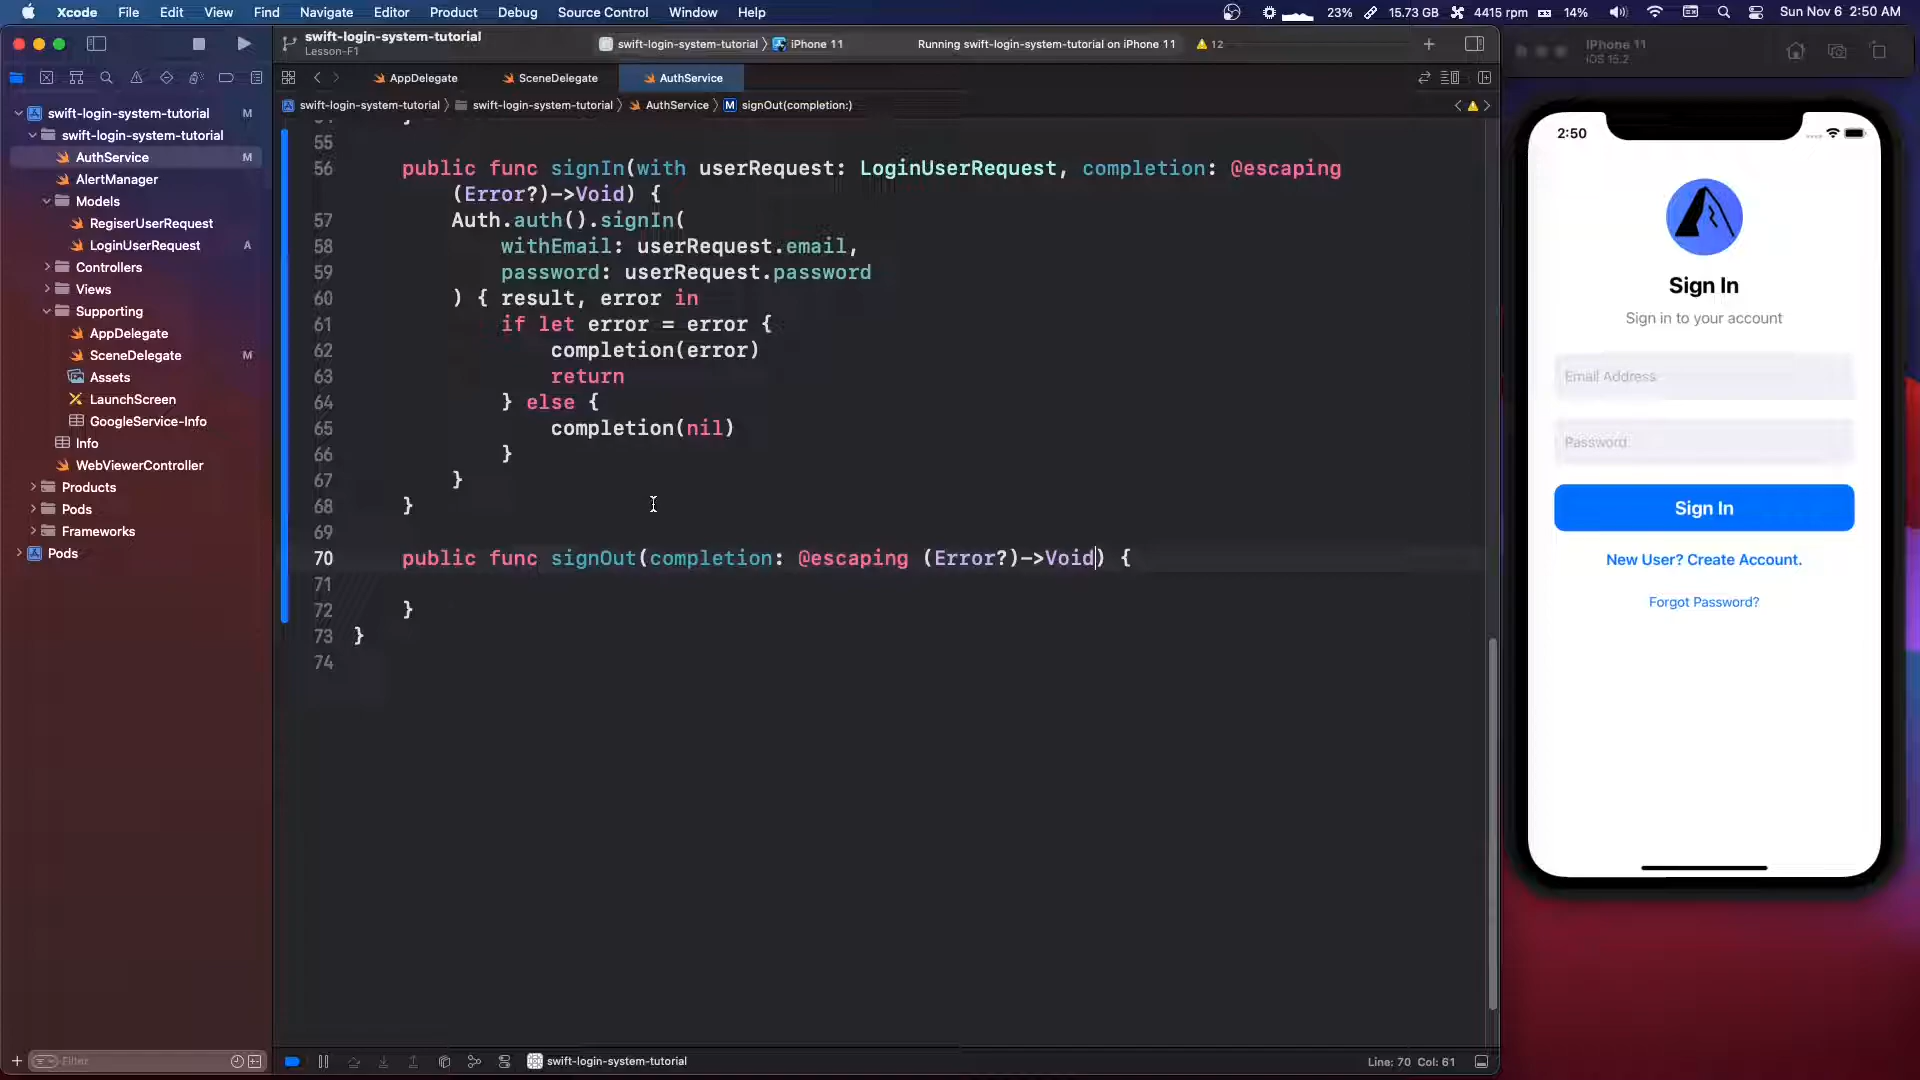 Xcode File Edit View Find Navigate Editor Product Debug Source Control Window Help 23% 15.73 GB 4415 rpm 14% Sun Nov 6 2:50 AM
swift-login-system-tutorial
Lesson-F1
swift-login-system-tutorial iPhone 11
Running swift-login-system-tutorial on iPhone 11
12
AppDelegate SceneDelegate AuthService
swift-login-system-tutorial swift-login-system-tutorial AuthService M signOut(completion:)
swift-login-system-tutorial M
swift-login-system-tutorial
AuthService M
AlertManager
Models
RegiserUserRequest
LoginUserRequest A
Controllers
Views
Supporting
AppDelegate
SceneDelegate M
Assets
LaunchScreen
GoogleService-Info
Info
WebViewerController
Products
Pods
Frameworks
Pods
Filter
55
56 public func signIn(with userRequest: LoginUserRequest, completion: @escaping
(Error?)->Void) {
57 Auth.auth().signIn(
58 withEmail: userRequest.email,
59 password: userRequest.password
60 ) { result, error in
61 if let error = error {
62 completion(error)
63 return
64 } else {
65 completion(nil)
66 }
67 }
68 }
69
70 public func signOut(completion: @escaping (Error?)->Void) {
71
72 }
73 }
74
swift-login-system-tutorial
Line: 70 Col: 61
iPhone 11
iOS 15.2
2:50
Sign In
Sign in to your account
Email Address
Password
Sign In
New User? Create Account.
Forgot Password?